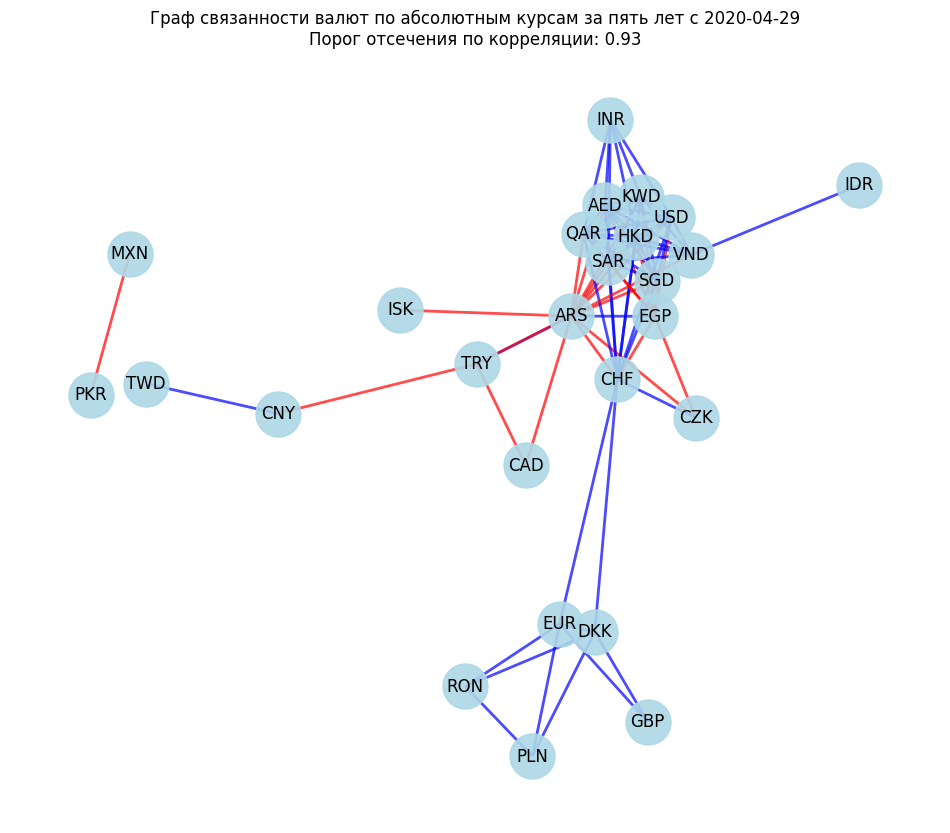 Граф связанности валют по абсолютным курсам за пять лет с 2020-04-29
Порог отсечения по корреляции: 0.93
INR
IDR
KWD
AED
USD
QAR
HKD
VND
MXN
SAR
SGD
ISK
ARS
EGP
TRY
CHF
TWD
PKR
CNY
CZK
CAD
EUR
DKK
RON
GBP
PLN